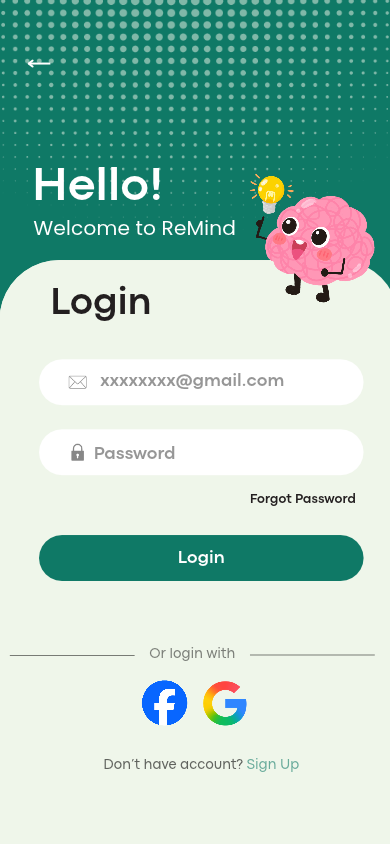 Hello!
Welcome to ReMind
Login
xxxxxxxx@gmail.com
Password
Forgot Password
Login
Or login with
Don't have account? Sign Up